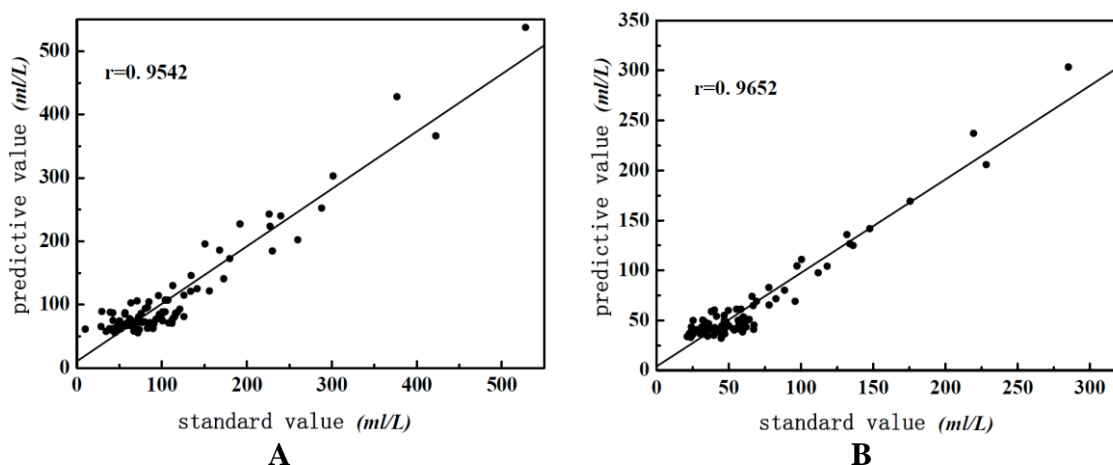 500
400
300
200
100
0
predictive value (ml/L)
r=0. 9542
0 100 200 300 400 500
standard value (ml/L)
A
350
300
250
200
150
100
50
0
predictive value (ml/L)
r=0. 9652
0 50 100 150 200 250 300
standard value (ml/L)
B